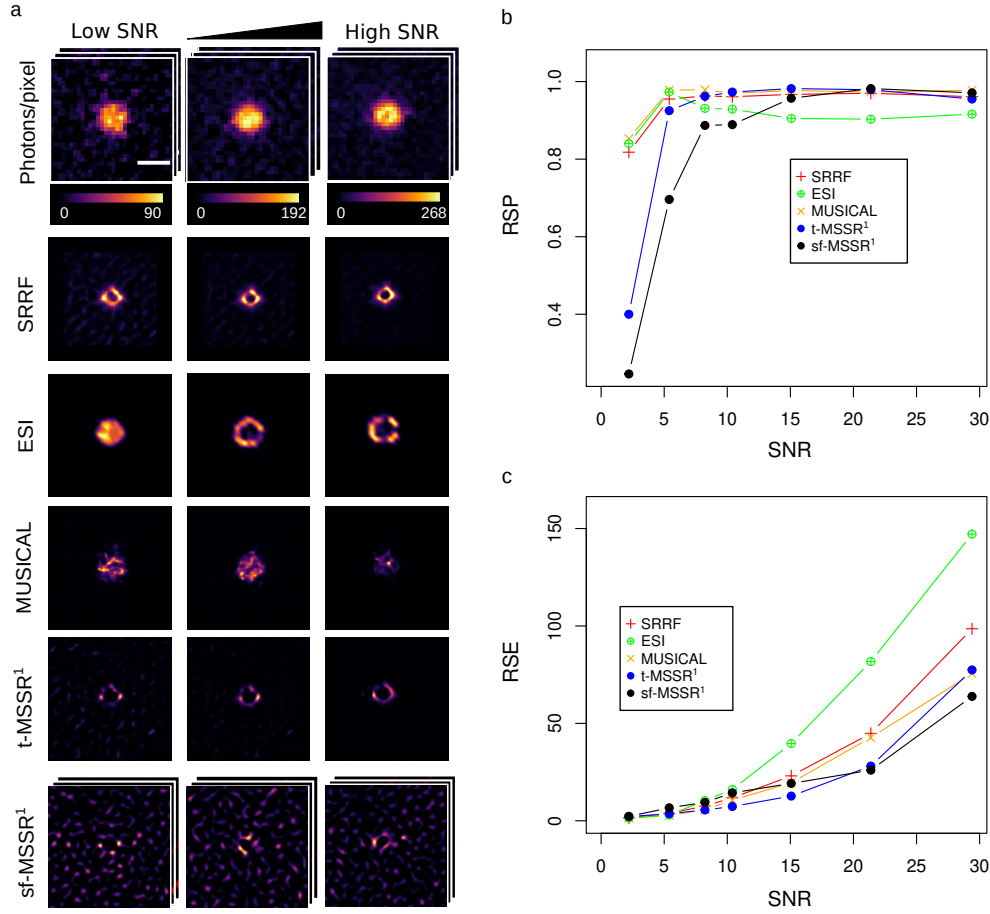 a
Low SNR
High SNR
Photons/pixel
0 90
0 192
0 268
SRRF
ESI
MUSICAL
t-MSSR¹
sf-MSSR¹
b
RSP
1.0
0.8
0.6
0.4
SRRF
ESI
MUSICAL
t-MSSR¹
sf-MSSR¹
0 5 10 15 20 25 30
SNR
c
RSE
150
100
50
0
SRRF
ESI
MUSICAL
t-MSSR¹
sf-MSSR¹
0 5 10 15 20 25 30
SNR